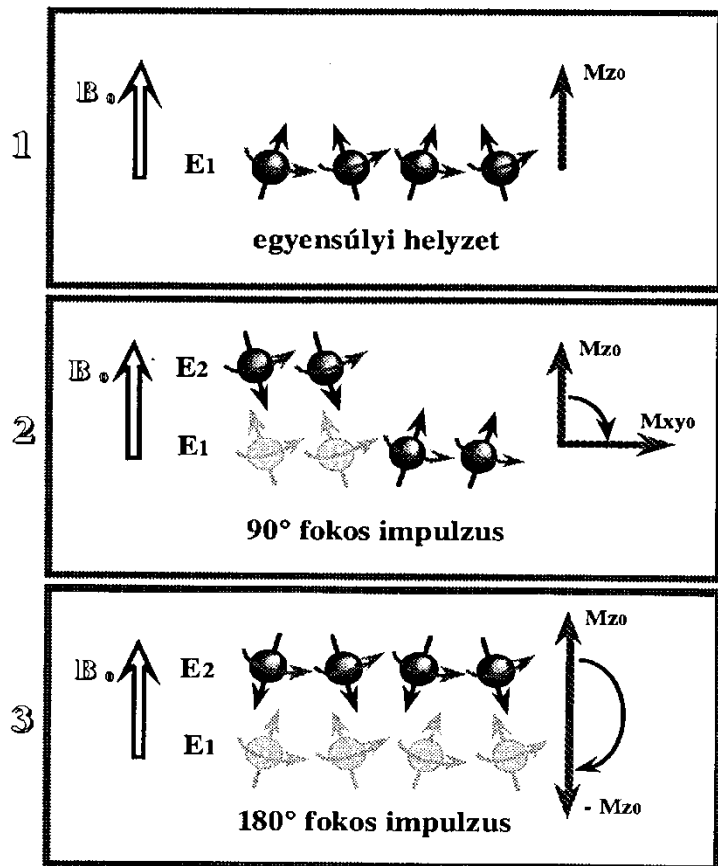 1
B₀
E1
Mz0
egyensúlyi helyzet
2
B₀
E2
E1
Mz0
Mxy0
90° fokos impulzus
3
B₀
E2
E1
Mz0
- Mz0
180° fokos impulzus